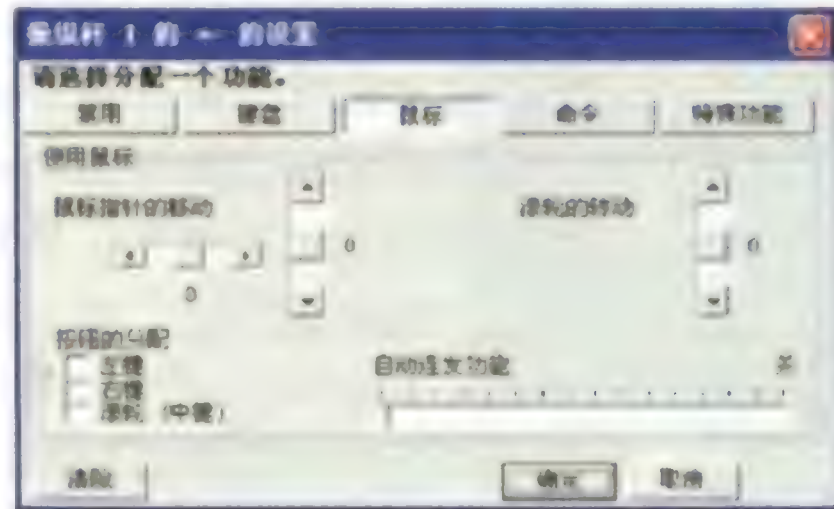 操纵杆 1 的 ← 的设置
请选择分配一个功能。
禁用 键盘 鼠标 命令 特殊功能
使用鼠标
鼠标指针的移动 滚轮的转动
0 0
0
按钮的分配
左键 自动连发功能 关
右键
滚轮 (中键)
清除 确定 取消